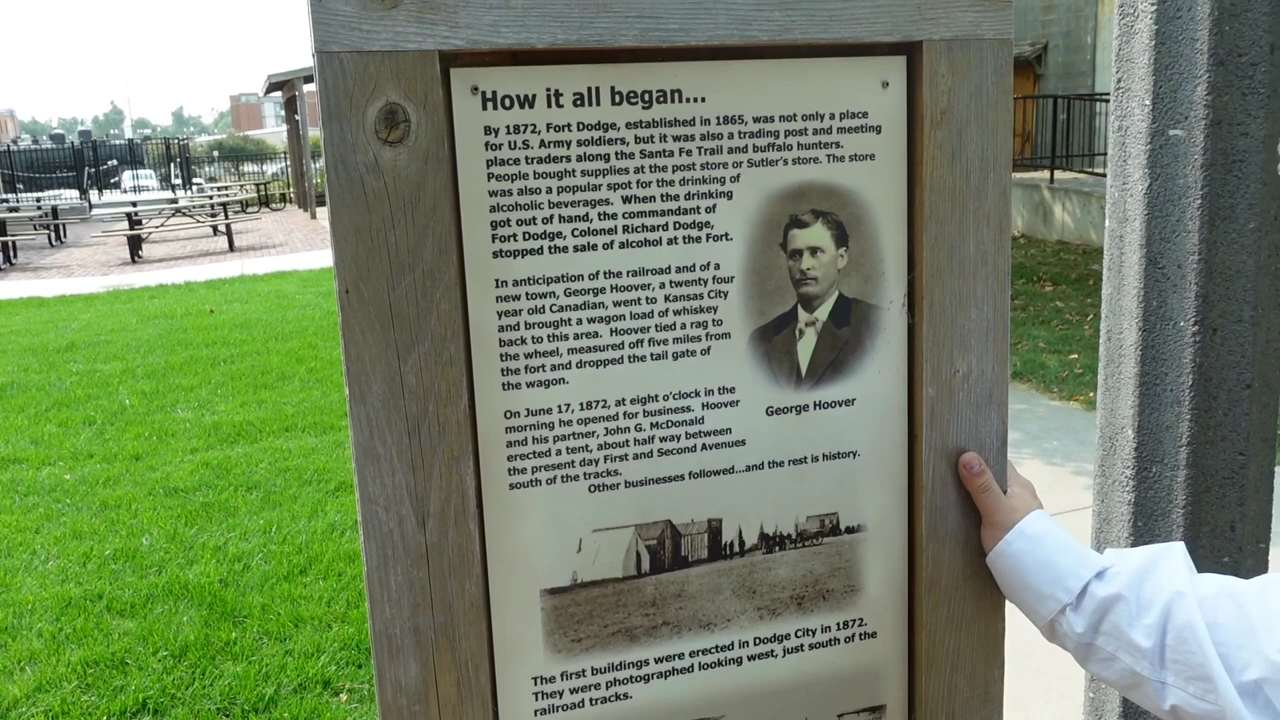 How it all began...
By 1872, Fort Dodge, established in 1865, was not only a place
for U.S. Army soldiers, but it was also a trading post and meeting
place traders along the Santa Fe Trail and buffalo hunters.
People bought supplies at the post store or Sutler's store. The store
was also a popular spot for the drinking of
alcoholic beverages. When the drinking
got out of hand, the commandant of
Fort Dodge, Colonel Richard Dodge,
stopped the sale of alcohol at the Fort.
In anticipation of the railroad and of a
new town, George Hoover, a twenty four
year old Canadian, went to Kansas City
and brought a wagon load of whiskey
back to this area. Hoover tied a rag to
the wheel, measured off five miles from
the fort and dropped the tail gate of
the wagon.
George Hoover
On June 17, 1872, at eight o'clock in the
morning he opened for business. Hoover
and his partner, John G. McDonald
erected a tent, about half way between
the present day First and Second Avenues
south of the tracks.
Other businesses followed...and the rest is history.
The first buildings were erected in Dodge City in 1872.
They were photographed looking west, just south of the
railroad tracks.